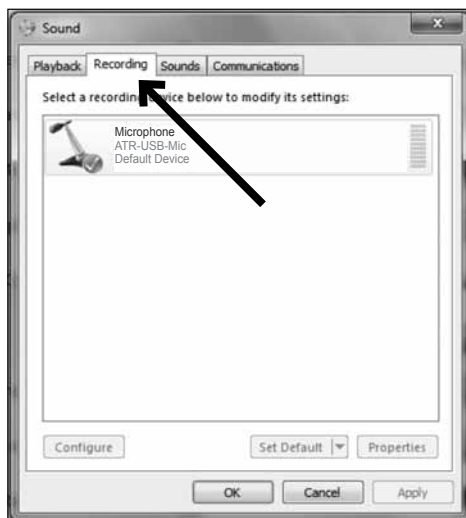 Sound
Playback Recording Sounds Communications
Select a recording device below to modify its settings:
Microphone
ATR-USB-Mic
Default Device
Configure Set Default Properties
OK Cancel Apply